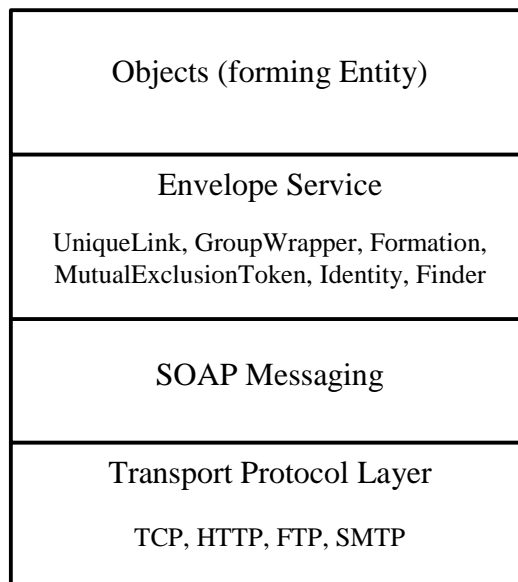 Objects (forming Entity)
Envelope Service
UniqueLink, GroupWrapper, Formation,
MutualExclusionToken, Identity, Finder
SOAP Messaging
Transport Protocol Layer
TCP, HTTP, FTP, SMTP